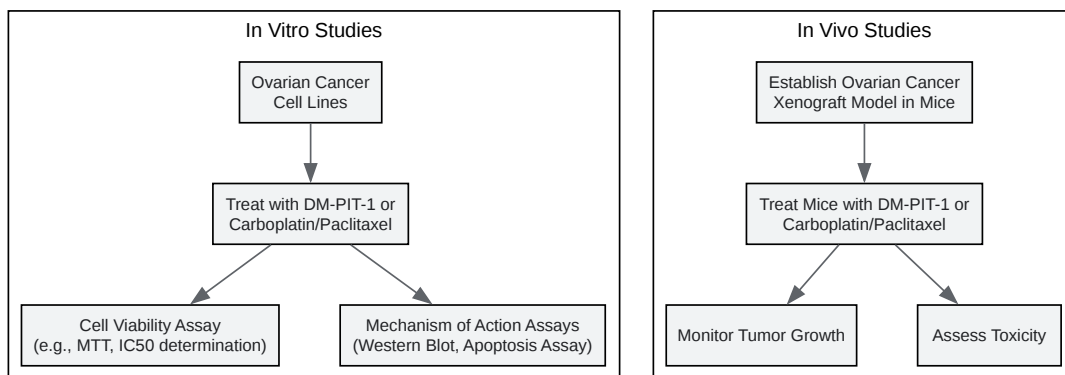 In Vitro Studies
Ovarian Cancer
Cell Lines
Treat with DM-PIT-1 or
Carboplatin/Paclitaxel
Cell Viability Assay
(e.g., MTT, IC50 determination)
Mechanism of Action Assays
(Western Blot, Apoptosis Assay)
In Vivo Studies
Establish Ovarian Cancer
Xenograft Model in Mice
Treat Mice with DM-PIT-1 or
Carboplatin/Paclitaxel
Monitor Tumor Growth
Assess Toxicity